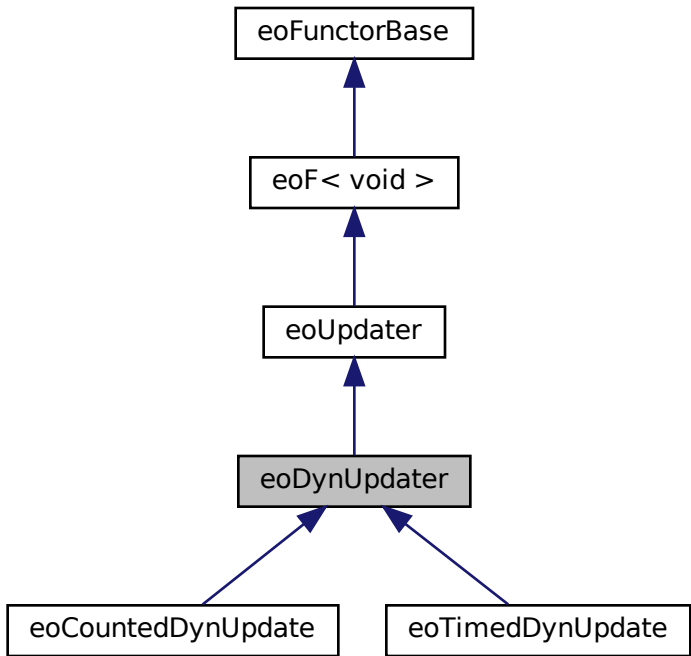 eoFunctorBase
eoF< void >
eoUpdater
eoDynUpdater
eoCountedDynUpdate
eoTimedDynUpdate